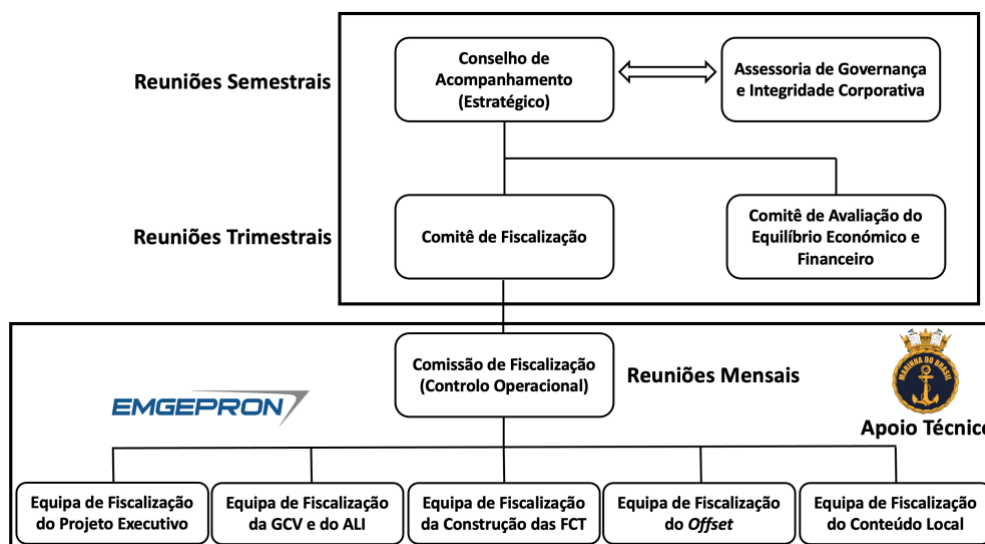 Reuniões Semestrais
Conselho de
Acompanhamento
(Estratégico)
Assessoria de Governança
e Integridade Corporativa
Reuniões Trimestrais
Comitê de Fiscalização
Comitê de Avaliação do
Equilíbrio Económico e
Financeiro
Comissão de Fiscalização
(Controlo Operacional)
Reuniões Mensais
MARINHA DO BRASIL
EMGEPRON
Apoio Técnico
Equipa de Fiscalização
do Projeto Executivo
Equipa de Fiscalização
da GCV e do ALI
Equipa de Fiscalização
da Construção das FCT
Equipa de Fiscalização
do Offset
Equipa de Fiscalização
do Conteúdo Local